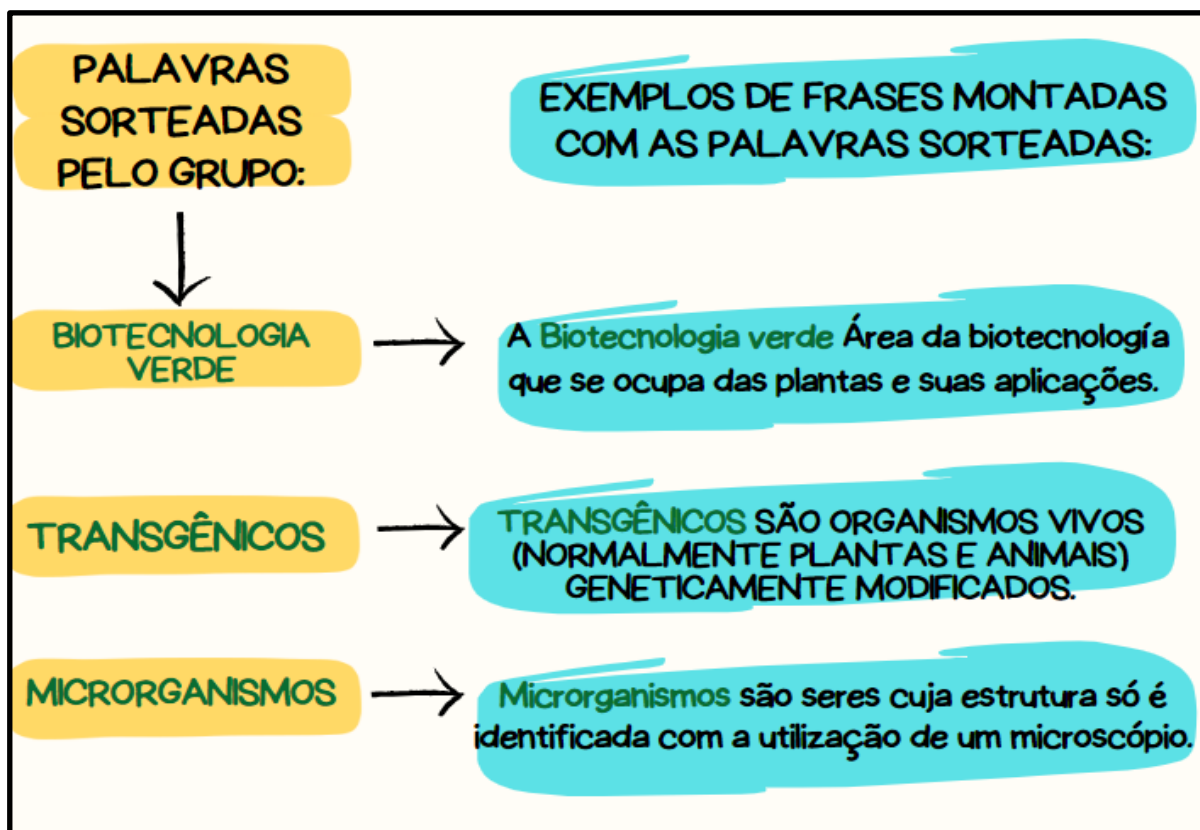 PALAVRAS
SORTEADAS
PELO GRUPO:
EXEMPLOS DE FRASES MONTADAS
COM AS PALAVRAS SORTEADAS:
BIOTECNOLOGIA
VERDE
A Biotecnologia verde Área da biotecnología
que se ocupa das plantas e suas aplicações.
TRANSGÊNICOS
TRANSGÊNICOS SÃO ORGANISMOS VIVOS
(NORMALMENTE PLANTAS E ANIMAIS)
GENETICAMENTE MODIFICADOS.
MICRORGANISMOS
Microrganismos são seres cuja estrutura só é
identificada com a utilização de um microscópio.